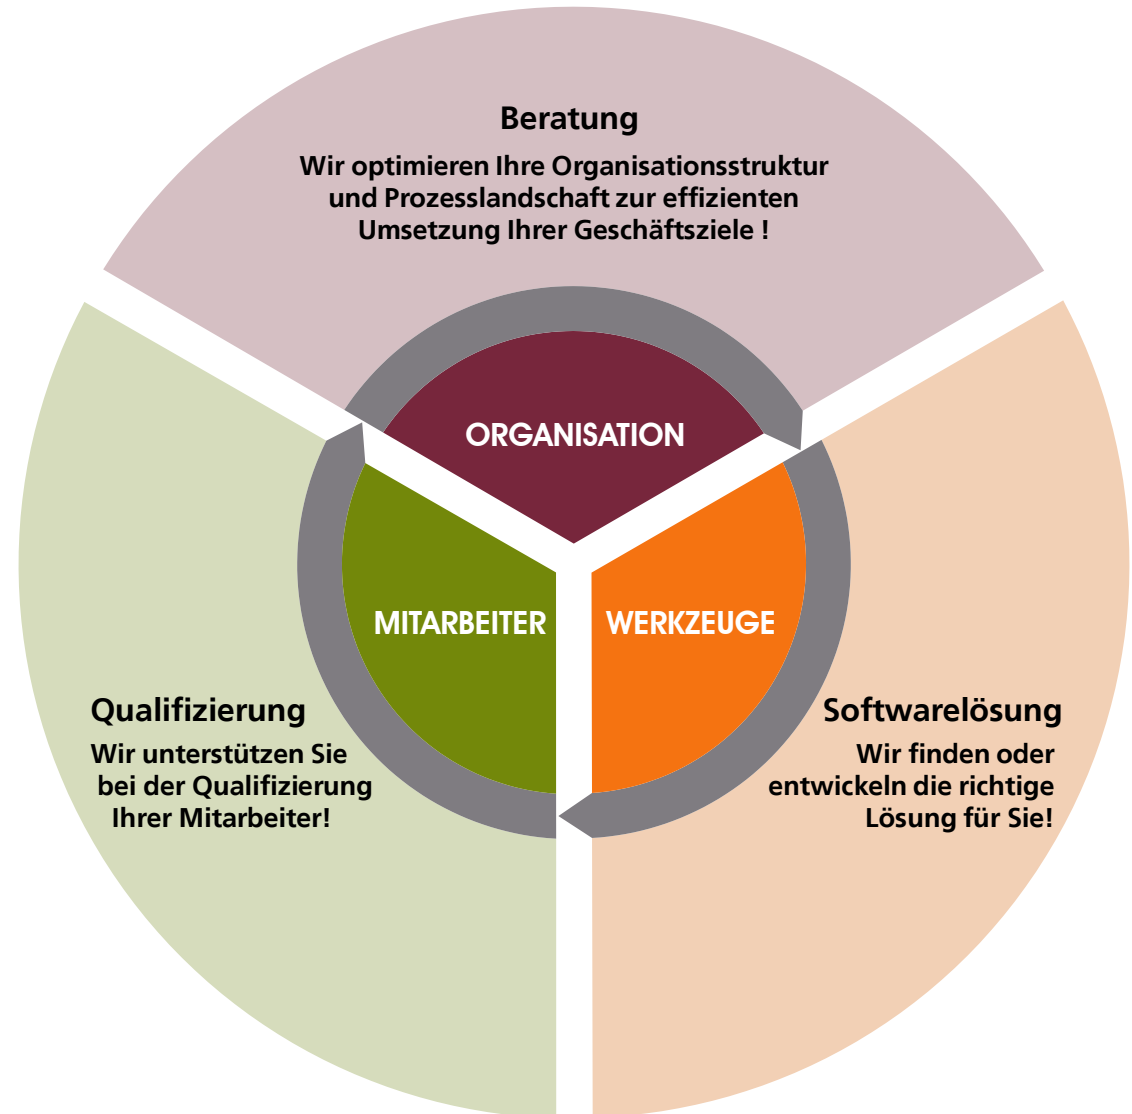 Beratung
Wir optimieren Ihre Organisationsstruktur
und Prozesslandschaft zur effizienten
Umsetzung Ihrer Geschäftsziele !
ORGANISATION
MITARBEITER
WERKZEUGE
Qualifizierung
Wir unterstützen Sie
bei der Qualifizierung
Ihrer Mitarbeiter!
Softwarelösung
Wir finden oder
entwickeln die richtige
Lösung für Sie!